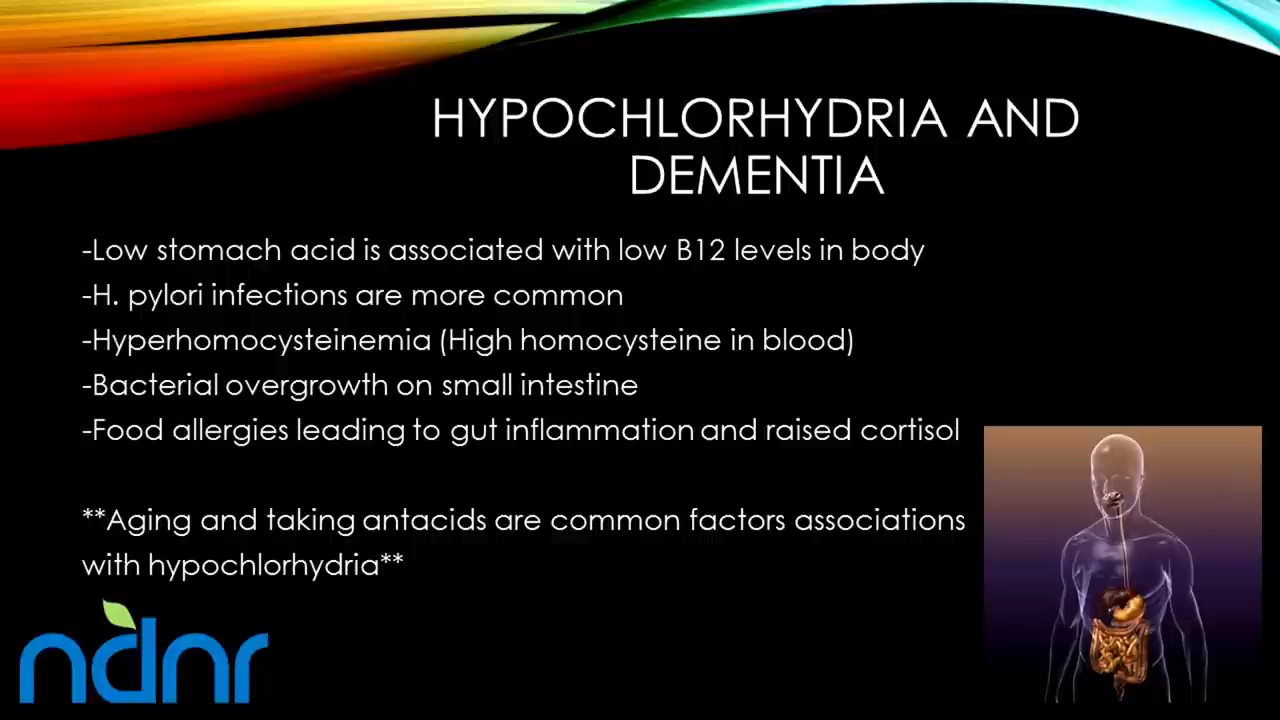 HYPOCHLORHYDRIA AND
DEMENTIA
-Low stomach acid is associated with low B12 levels in body
-H. pylori infections are more common
-Hyperhomocysteinemia (High homocysteine in blood)
-Bacterial overgrowth on small intestine
-Food allergies leading to gut inflammation and raised cortisol
**Aging and taking antacids are common factors associations
with hypochlorhydria**
ndnr